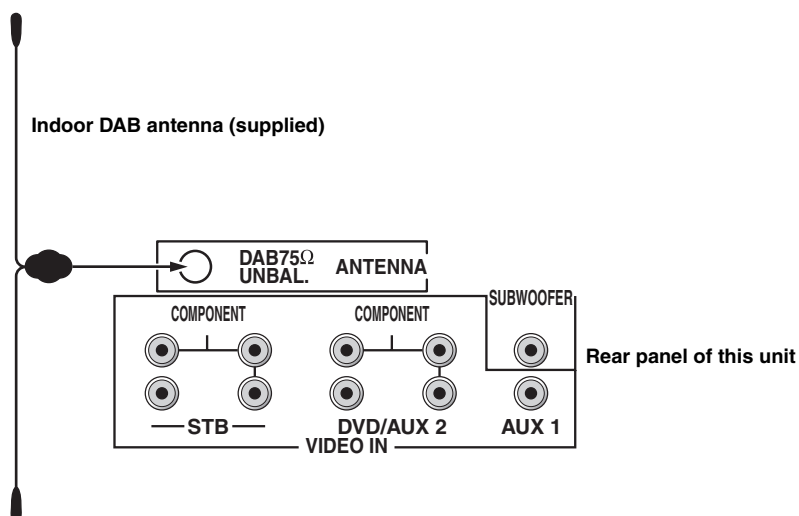 Indoor DAB antenna (supplied)
DAB75Ω
UNBAL.
ANTENNA
COMPONENT
COMPONENT
SUBWOOFER
Rear panel of this unit
STB
DVD/AUX 2
AUX 1
VIDEO IN